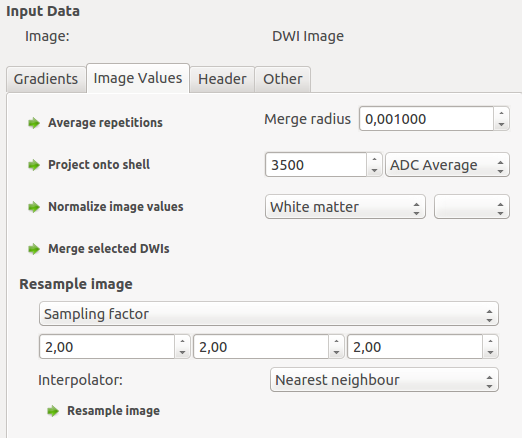 Input Data
Image: DWI Image
Gradients Image Values Header Other
Average repetitions Merge radius 0,001000
Project onto shell 3500 ADC Average
Normalize image values White matter
Merge selected DWIs
Resample image
Sampling factor
2,00 2,00 2,00
Interpolator: Nearest neighbour
Resample image